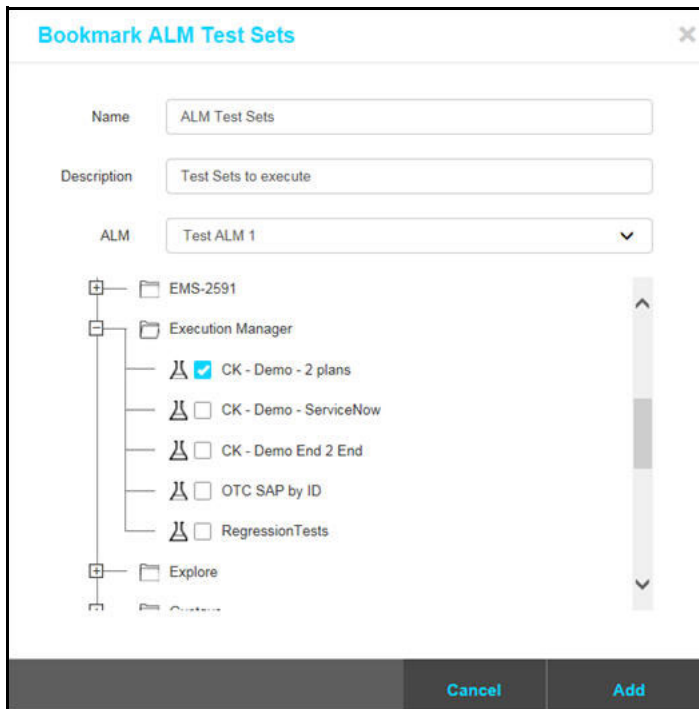 Bookmark ALM Test Sets
Name
ALM Test Sets
Description
Test Sets to execute
ALM
Test ALM 1
EMS-2591
Execution Manager
CK - Demo - 2 plans
CK - Demo - ServiceNow
CK - Demo End 2 End
OTC SAP by ID
RegressionTests
Explore
Cancel
Add